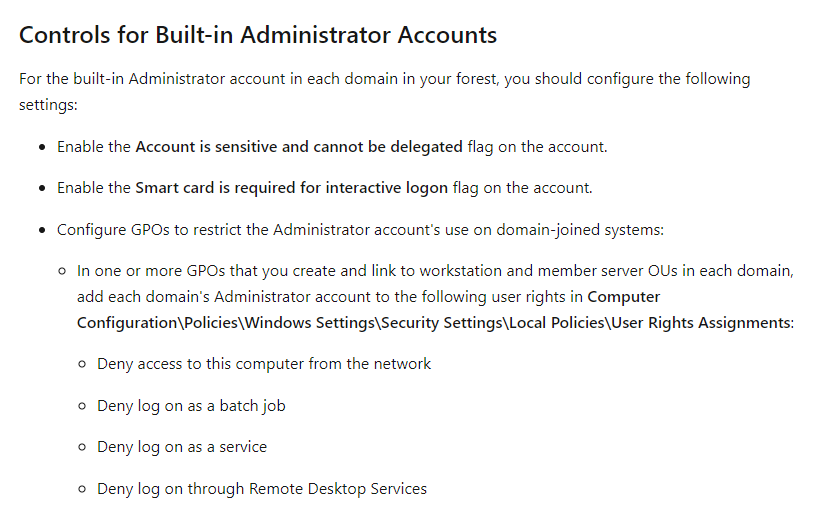 Controls for Built-in Administrator Accounts
For the built-in Administrator account in each domain in your forest, you should configure the following
settings:
• Enable the Account is sensitive and cannot be delegated flag on the account.
• Enable the Smart card is required for interactive logon flag on the account.
• Configure GPOs to restrict the Administrator account's use on domain-joined systems:
○ In one or more GPOs that you create and link to workstation and member server OUs in each domain,
add each domain's Administrator account to the following user rights in Computer
Configuration\Policies\Windows Settings\Security Settings\Local Policies\User Rights Assignments:
○ Deny access to this computer from the network
○ Deny log on as a batch job
○ Deny log on as a service
○ Deny log on through Remote Desktop Services